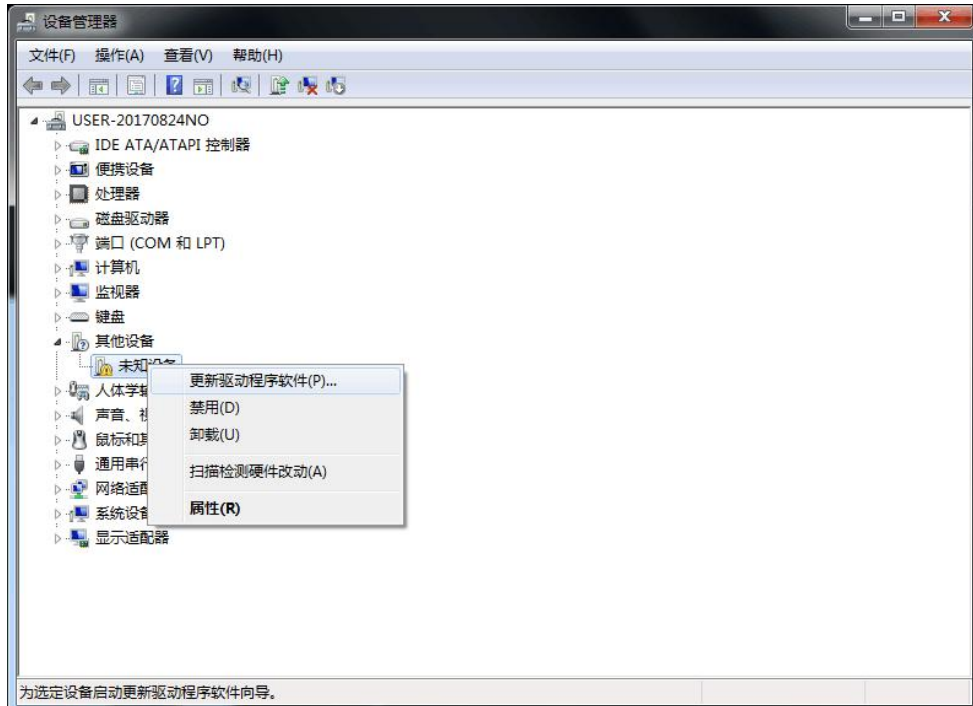 设备管理器
文件(F) 操作(A) 查看(V) 帮助(H)
USER-20170824NO
IDE ATA/ATAPI 控制器
便携设备
处理器
磁盘驱动器
端口 (COM 和 LPT)
计算机
监视器
键盘
其他设备
未知设备
更新驱动程序软件(P)...
人体学
禁用(D)
声音、
卸载(U)
鼠标和
通用串行
扫描检测硬件改动(A)
网络适配
系统设备
属性(R)
显示适配器
为选定设备启动更新驱动程序软件向导。